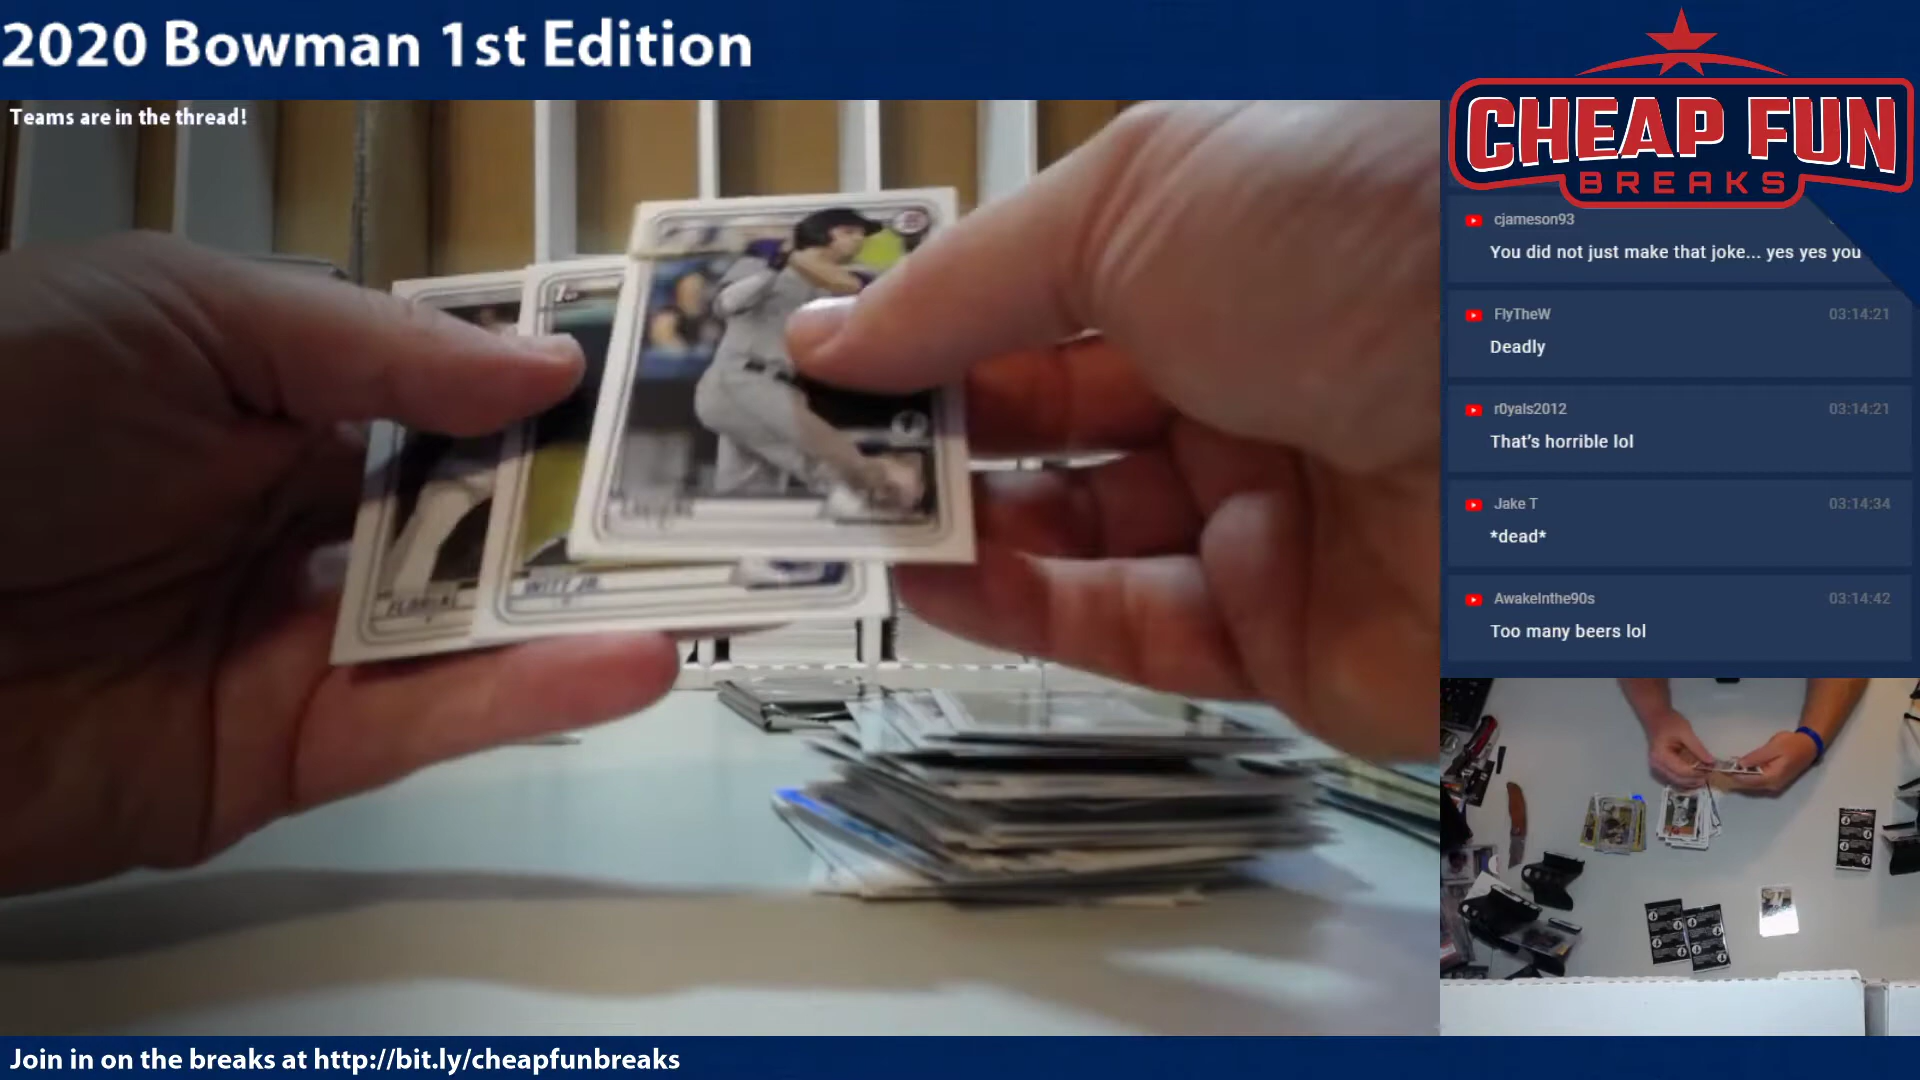 2020 Bowman 1st Edition
Teams are in the thread!
CHEAP FUN
BREAKS
cjameson93
You did not just make that joke... yes yes you
FlyTheW 03:14:21
Deadly
r0yals2012 03:14:21
That's horrible lol
Jake T 03:14:34
*dead*
AwakeInthe90s 03:14:42
Too many beers lol
FLORIAL
WITT JR.
Join in on the breaks at http://bit.ly/cheapfunbreaks